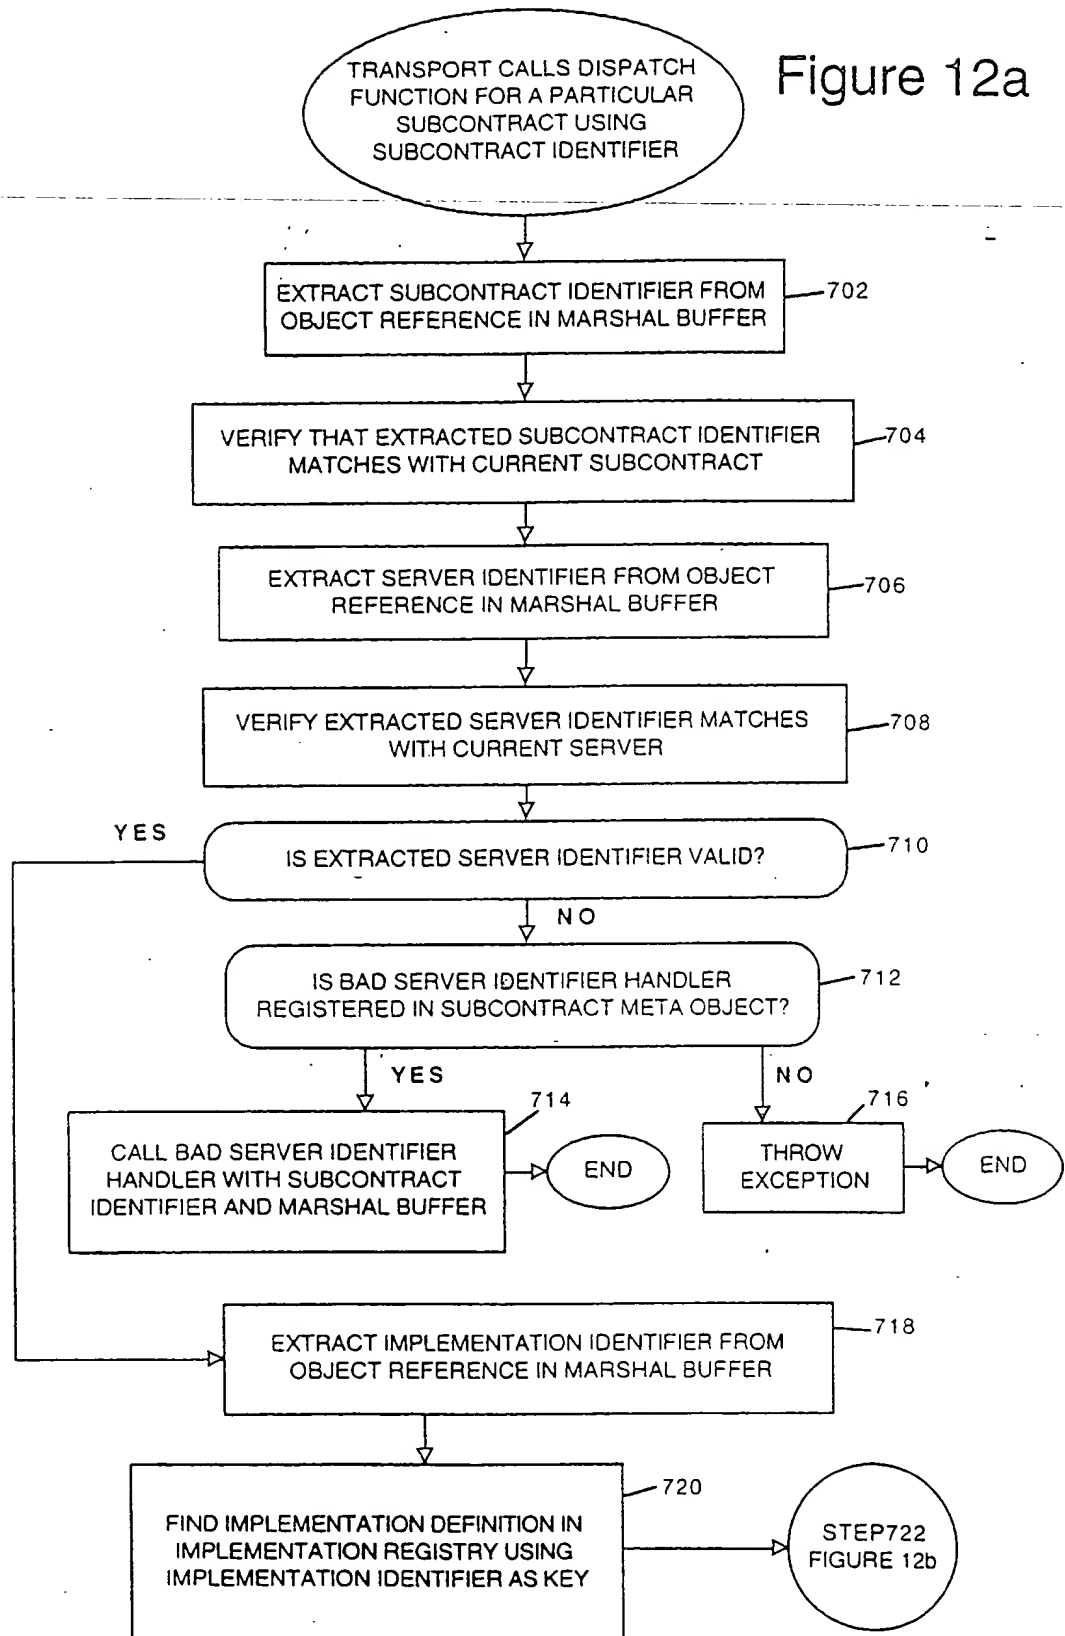 Figure 12a
TRANSPORT CALLS DISPATCH
FUNCTION FOR A PARTICULAR
SUBCONTRACT USING
SUBCONTRACT IDENTIFIER
EXTRACT SUBCONTRACT IDENTIFIER FROM
OBJECT REFERENCE IN MARSHAL BUFFER
702
VERIFY THAT EXTRACTED SUBCONTRACT IDENTIFIER
MATCHES WITH CURRENT SUBCONTRACT
704
EXTRACT SERVER IDENTIFIER FROM OBJECT
REFERENCE IN MARSHAL BUFFER
706
VERIFY EXTRACTED SERVER IDENTIFIER MATCHES
WITH CURRENT SERVER
708
YES
IS EXTRACTED SERVER IDENTIFIER VALID?
710
NO
IS BAD SERVER IDENTIFIER HANDLER
REGISTERED IN SUBCONTRACT META OBJECT?
712
YES
NO
714
CALL BAD SERVER IDENTIFIER
HANDLER WITH SUBCONTRACT
IDENTIFIER AND MARSHAL BUFFER
END
716
THROW
EXCEPTION
END
EXTRACT IMPLEMENTATION IDENTIFIER FROM
OBJECT REFERENCE IN MARSHAL BUFFER
718
FIND IMPLEMENTATION DEFINITION IN
IMPLEMENTATION REGISTRY USING
IMPLEMENTATION IDENTIFIER AS KEY
720
STEP722
FIGURE 12b